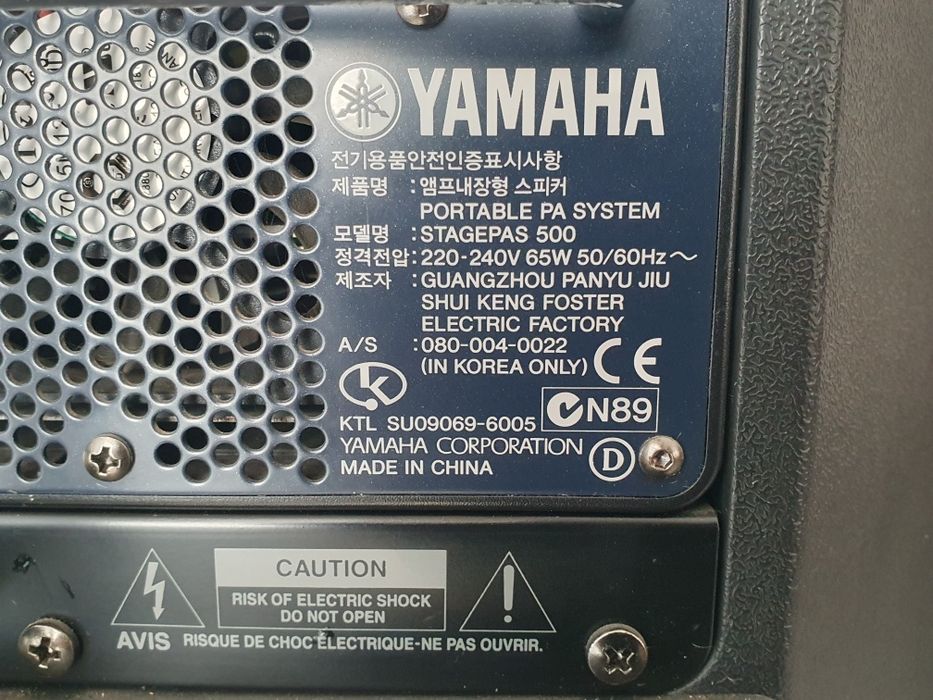 YAMAHA
전기용품안전인증표시사항
제품명 : 앰프내장형 스피커
PORTABLE PA SYSTEM
모델명 : STAGEPAS 500
정격전압 : 220-240V 65W 50/60Hz ~
제조자 : GUANGZHOU PANYU JIU
SHUI KENG FOSTER
ELECTRIC FACTORY
A/S : 080-004-0022
(IN KOREA ONLY) CE
KTL SU09069-6005 N89
YAMAHA CORPORATION D
MADE IN CHINA
CAUTION
RISK OF ELECTRIC SHOCK
DO NOT OPEN
AVIS RISQUE DE CHOC ELECTRIQUE-NE PAS OUVRIR.